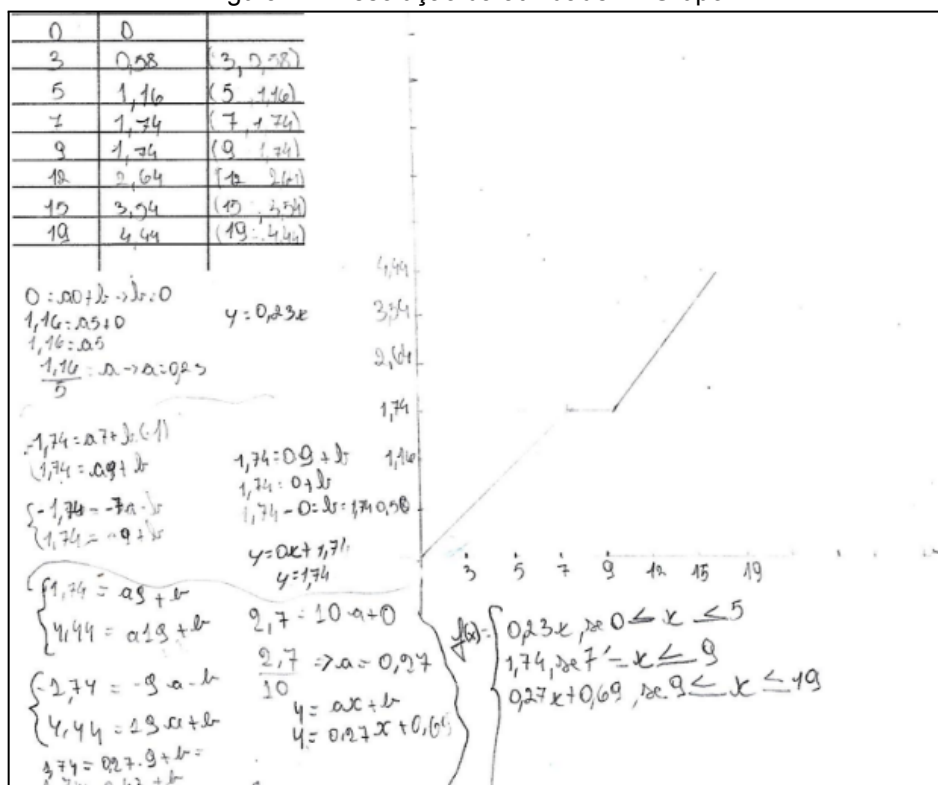 0 0
3 0,58 (3, 0,58)
5 1,16 (5, 1,16)
7 1,74 (7, 1,74)
9 1,74 (9 1,74)
12 2,64 (12
15 3,54 (15, 3,54)
19 4,44 (19 4,44)
0 = a0 + b -> b = 0
1,16 = a5 + 0
1,16 = a5
1,16
5
= a -> a = 0,23
y = 0,23x
-1,74 = a7 + b.(-1)
1,74 = a9 + b
-1,74 = -7a - b
1,74 = -9 + b
1,74 = 09 + b
1,74 = 0 + b
1,74 - 0 = b = 1,74
y = 0x + 1,74
y = 1,74
1,74 = a9 + b
4,44 = a19 + b
-2,74 = -9a - b
4,44 = 19a + b
1,74 = 0,27.9 + b =
2,7 = 10a + 0
2,7
10
=> a = 0,27
y = ax + b
y = 0,27x + 0,69
4,44
3,54
2,64
1,74
1,16
0,58
3 5 7 9 12 15 19
f(x) =
0,23x, se 0 ≤ x ≤ 5
1,74, se 7 = x ≤ 9
0,27x + 0,69, se 9 ≤ x ≤ 19